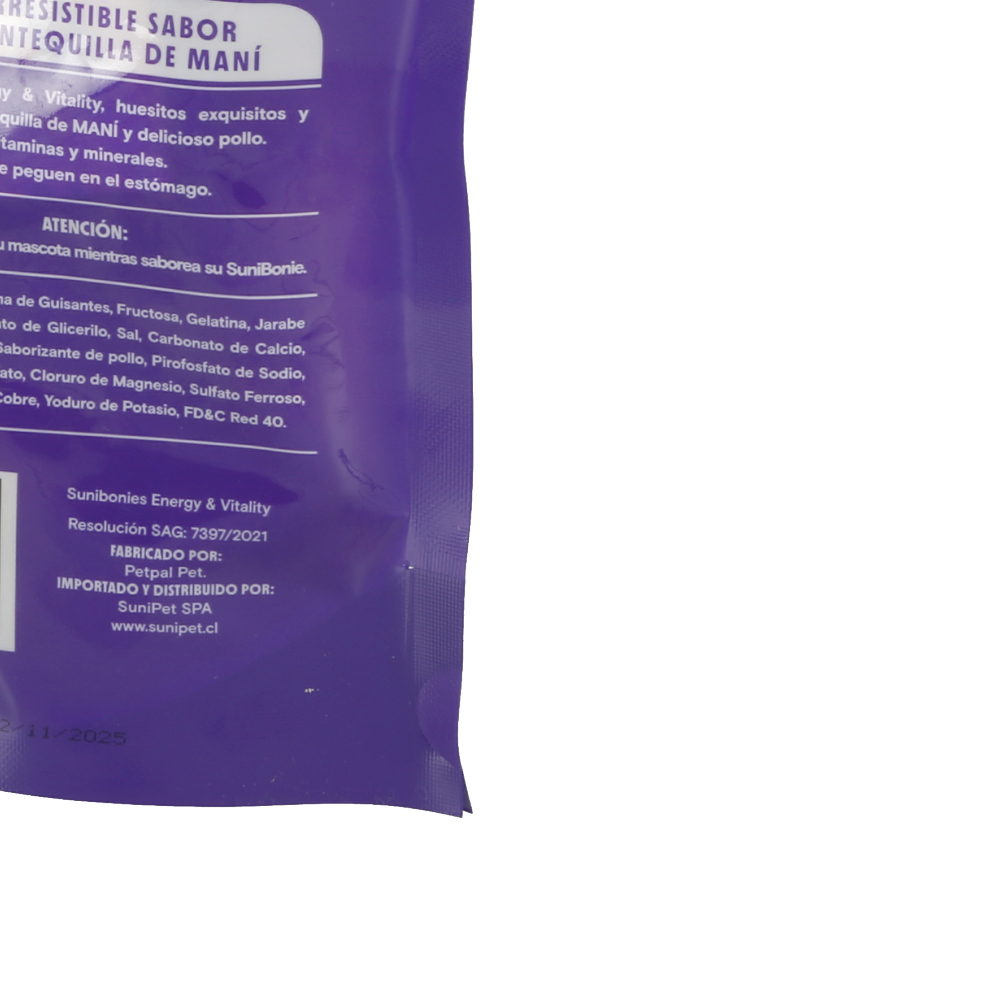 RRESISTIBLE SABOR
NTEQUILLA DE MANÍ
y & Vitality, huesitos exquisitos y
quilla de MANÍ y delicioso pollo.
taminas y minerales.
e peguen en el estómago.
ATENCIÓN:
u mascota mientras saborea su SuniBonie.
na de Guisantes, Fructosa, Gelatina, Jarabe
to de Glicerilo, Sal, Carbonato de Calcio,
Saborizante de pollo, Pirofosfato de Sodio,
ato, Cloruro de Magnesio, Sulfato Ferroso,
Cobre, Yoduro de Potasio, FD&C Red 40.
Sunibonies Energy & Vitality
Resolución SAG: 7397/2021
FABRICADO POR:
Petpal Pet.
IMPORTADO Y DISTRIBUIDO POR:
SuniPet SPA
www.sunipet.cl
2/11/2025